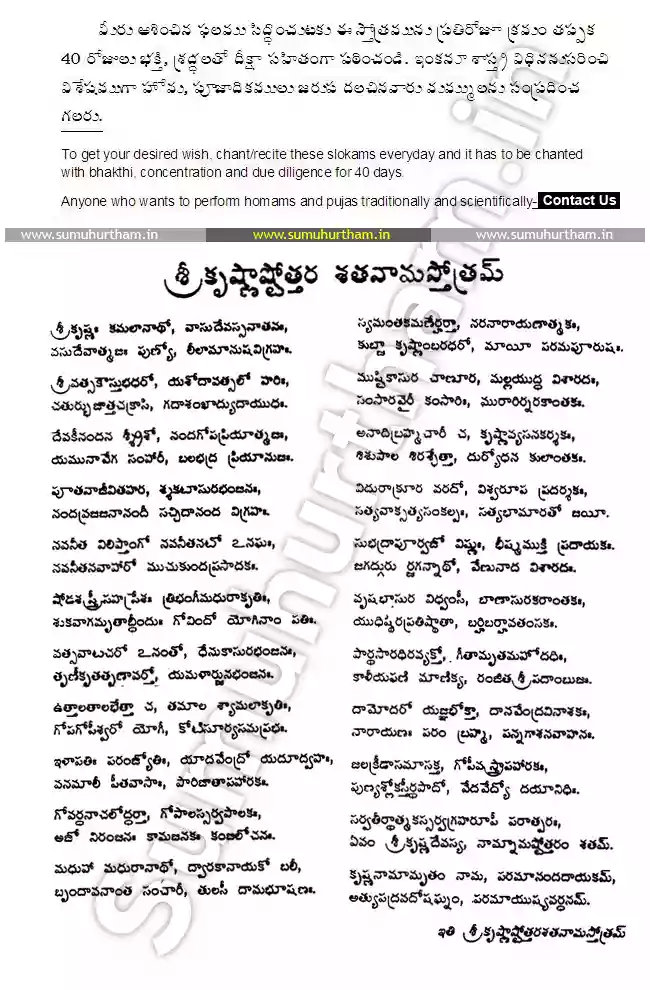 మీరు ఆశించిన ఫలము సిద్ధించుటకు ఈ స్తోత్రమును ప్రతిరోజూ క్రమం తప్పక
40 రోజులు భక్తి, శ్రద్ధలతో దీక్షా సహితంగా పఠించండి. ఇంకనూ శాస్త్ర విధిననుసరించి
విశేషముగా హోమ, పూజాదికములు జరుప దలచినవారు మమ్ములను సంప్రదించ
గలరు.
To get your desired wish, chant/recite these slokams everyday and it has to be chanted
with bhakthi, concentration and due diligence for 40 days.
Anyone who wants to perform homams and pujas traditionally and scientifically- Contact Us
www.sumuhurtham.in www.sumuhurtham.in www.sumuhurtham.in
శ్రీ కృష్ణాష్టోత్తర శతనామస్తోత్రమ్
శ్రీకృష్ణః కమలానాథో, వాసుదేవస్సనాతనః,
వసుదేవాత్మజః పుణ్యో, లీలామానుషవిగ్రహః.
శ్రీవత్సకౌస్తుభధరో, యశోదావత్సలో హరిః,
చతుర్భుజాత్తచక్రాసి, గదాశంఖాద్యుదాయుధః.
దేవకీనందన శ్శ్రీశో, నందగోపప్రియాత్మజః,
యమునావేగ సంహారీ, బలభద్ర ప్రియానుజః.
పూతనాజీవితహర, శ్శకటాసురభంజనః,
నందవ్రజజనానందీ సచ్చిదానంద విగ్రహః.
నవనీత విలిప్తాంగో నవనీతనటో ఽనఘః,
నవనీతనవాహారో ముచుకుందప్రసాదకః.
షోడశస్త్రీసహస్రేశః త్రిభంగీమధురాకృతిః,
శుకవాగమృతాబ్ధీందుః గోవిందో యోగినాం పతిః.
వత్సవాటచరో ఽనంతో, ధేనుకాసురభంజనః,
తృణీకృతతృణావర్తో, యమళార్జునభంజనః.
ఉత్తాలతాలభేత్తా చ, తమాల శ్యామలాకృతిః,
గోపగోపీశ్వరో యోగీ, కోటిసూర్యసమప్రభః.
ఇళాపతిః పరంజ్యోతిః, యాదవేంద్రో యదూద్వహః,
వనమాలీ పీతవాసాః, పారిజాతాపహారకః.
గోవర్ధనాచలోద్ధర్తా, గోపాలస్సర్వపాలకః,
అజో నిరంజనః కామజనకః కంజలోచనః.
మధుహా మధురానాథో, ద్వారకానాయకో బలీ,
బృందావనాంత సంచారీ, తులసీ దామభూషణః.
స్యమంతకమణేర్హర్తా, నరనారాయణాత్మకః,
కుబ్జా కృష్ణాంబరధరో, మాయీ పరమపూరుషః.
ముష్టికాసుర చాణూర, మల్లయుద్ధ విశారదః,
సంసారవైరీ కంసారిః, మురారిర్నరకాంతకః.
అనాదిబ్రహ్మచారీ చ, కృష్ణావ్యసనకర్శకః,
శిశుపాల శిరశ్ఛేత్తా, దుర్యోధన కులాంతకః.
విదురాక్రూర వరదో, విశ్వరూప ప్రదర్శకః,
సత్యవాక్సత్యసంకల్పః, సత్యభామారతో జయీ.
సుభద్రాపూర్వజో విష్ణుః, భీష్మముక్తి ప్రదాయకః,
జగద్గురు ర్జగన్నాథో, వేణునాద విశారదః.
వృషభాసుర విధ్వంసీ, బాణాసురకరాంతకః,
యుధిష్ఠిరప్రతిష్ఠాతా, బర్హిబర్హావతంసకః.
పార్థసారథిరవ్యక్తో, గీతామృతమహోదధిః,
కాలీయఫణి మాణిక్య, రంజితశ్రీపదాంబుజః.
దామోదరో యజ్ఞభోక్తా, దానవేంద్రవినాశకః,
నారాయణః పరం బ్రహ్మ, పన్నగాశనవాహనః.
జలక్రీడాసమాసక్త, గోపీవస్త్రాపహారకః,
పుణ్యశ్లోకస్తీర్థపాదో, వేదవేద్యో దయానిధిః.
సర్వతీర్థాత్మకస్సర్వగ్రహరూపీ పరాత్పరః,
ఏవం శ్రీకృష్ణదేవస్య, నామ్నామష్టోత్తరం శతమ్.
కృష్ణనామామృతం నామ, పరమానందదాయకమ్,
అత్యుపద్రవదోషఘ్నం, పరమాయుష్యవర్ధనమ్.
ఇతి శ్రీకృష్ణాష్టోత్తరశతనామస్తోత్రమ్
Sumuhurtham.in